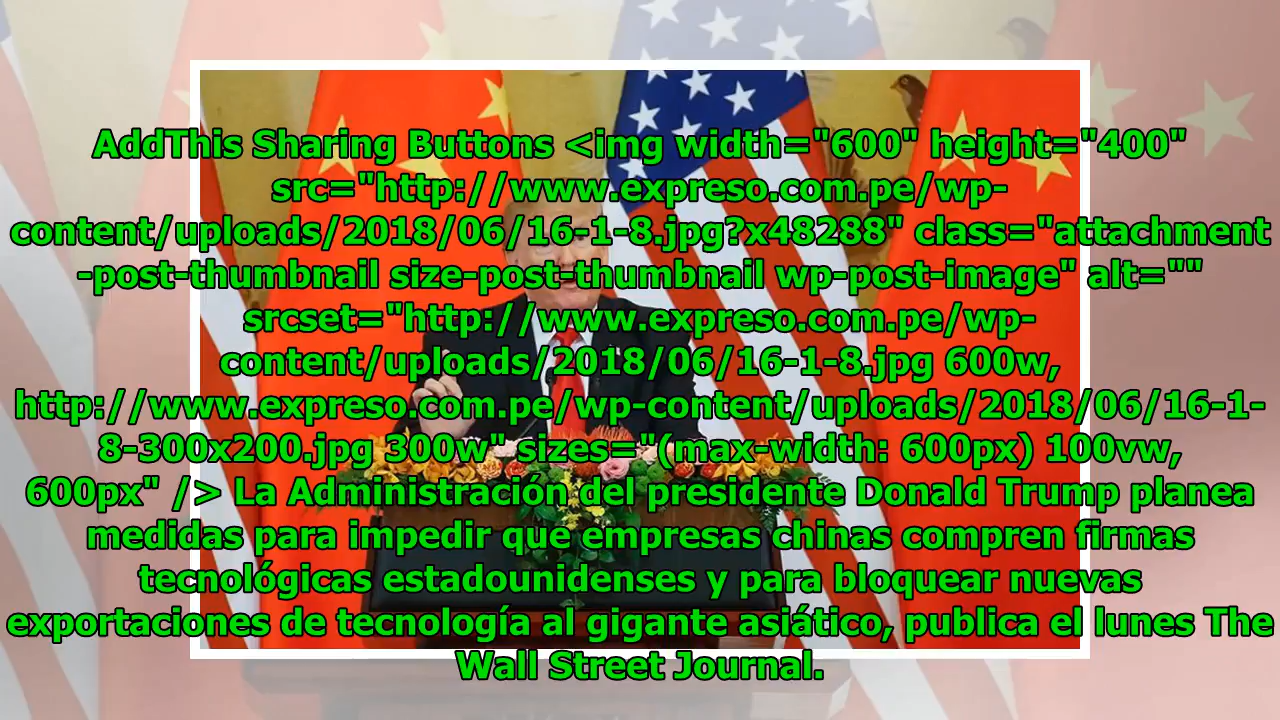 AddThis Sharing Buttons <img width="600" height="400"
src="http://www.expreso.com.pe/wp-
content/uploads/2018/06/16-1-8.jpg?x48288" class="attachment
-post-thumbnail size-post-thumbnail wp-post-image" alt=""
srcset="http://www.expreso.com.pe/wp-
content/uploads/2018/06/16-1-8.jpg 600w,
http://www.expreso.com.pe/wp-content/uploads/2018/06/16-1-
8-300x200.jpg 300w" sizes="(max-width: 600px) 100vw,
600px" /> La Administración del presidente Donald Trump planea
medidas para impedir que empresas chinas compren firmas
tecnológicas estadounidenses y para bloquear nuevas
exportaciones de tecnología al gigante asiático, publica el lunes The
Wall Street Journal.